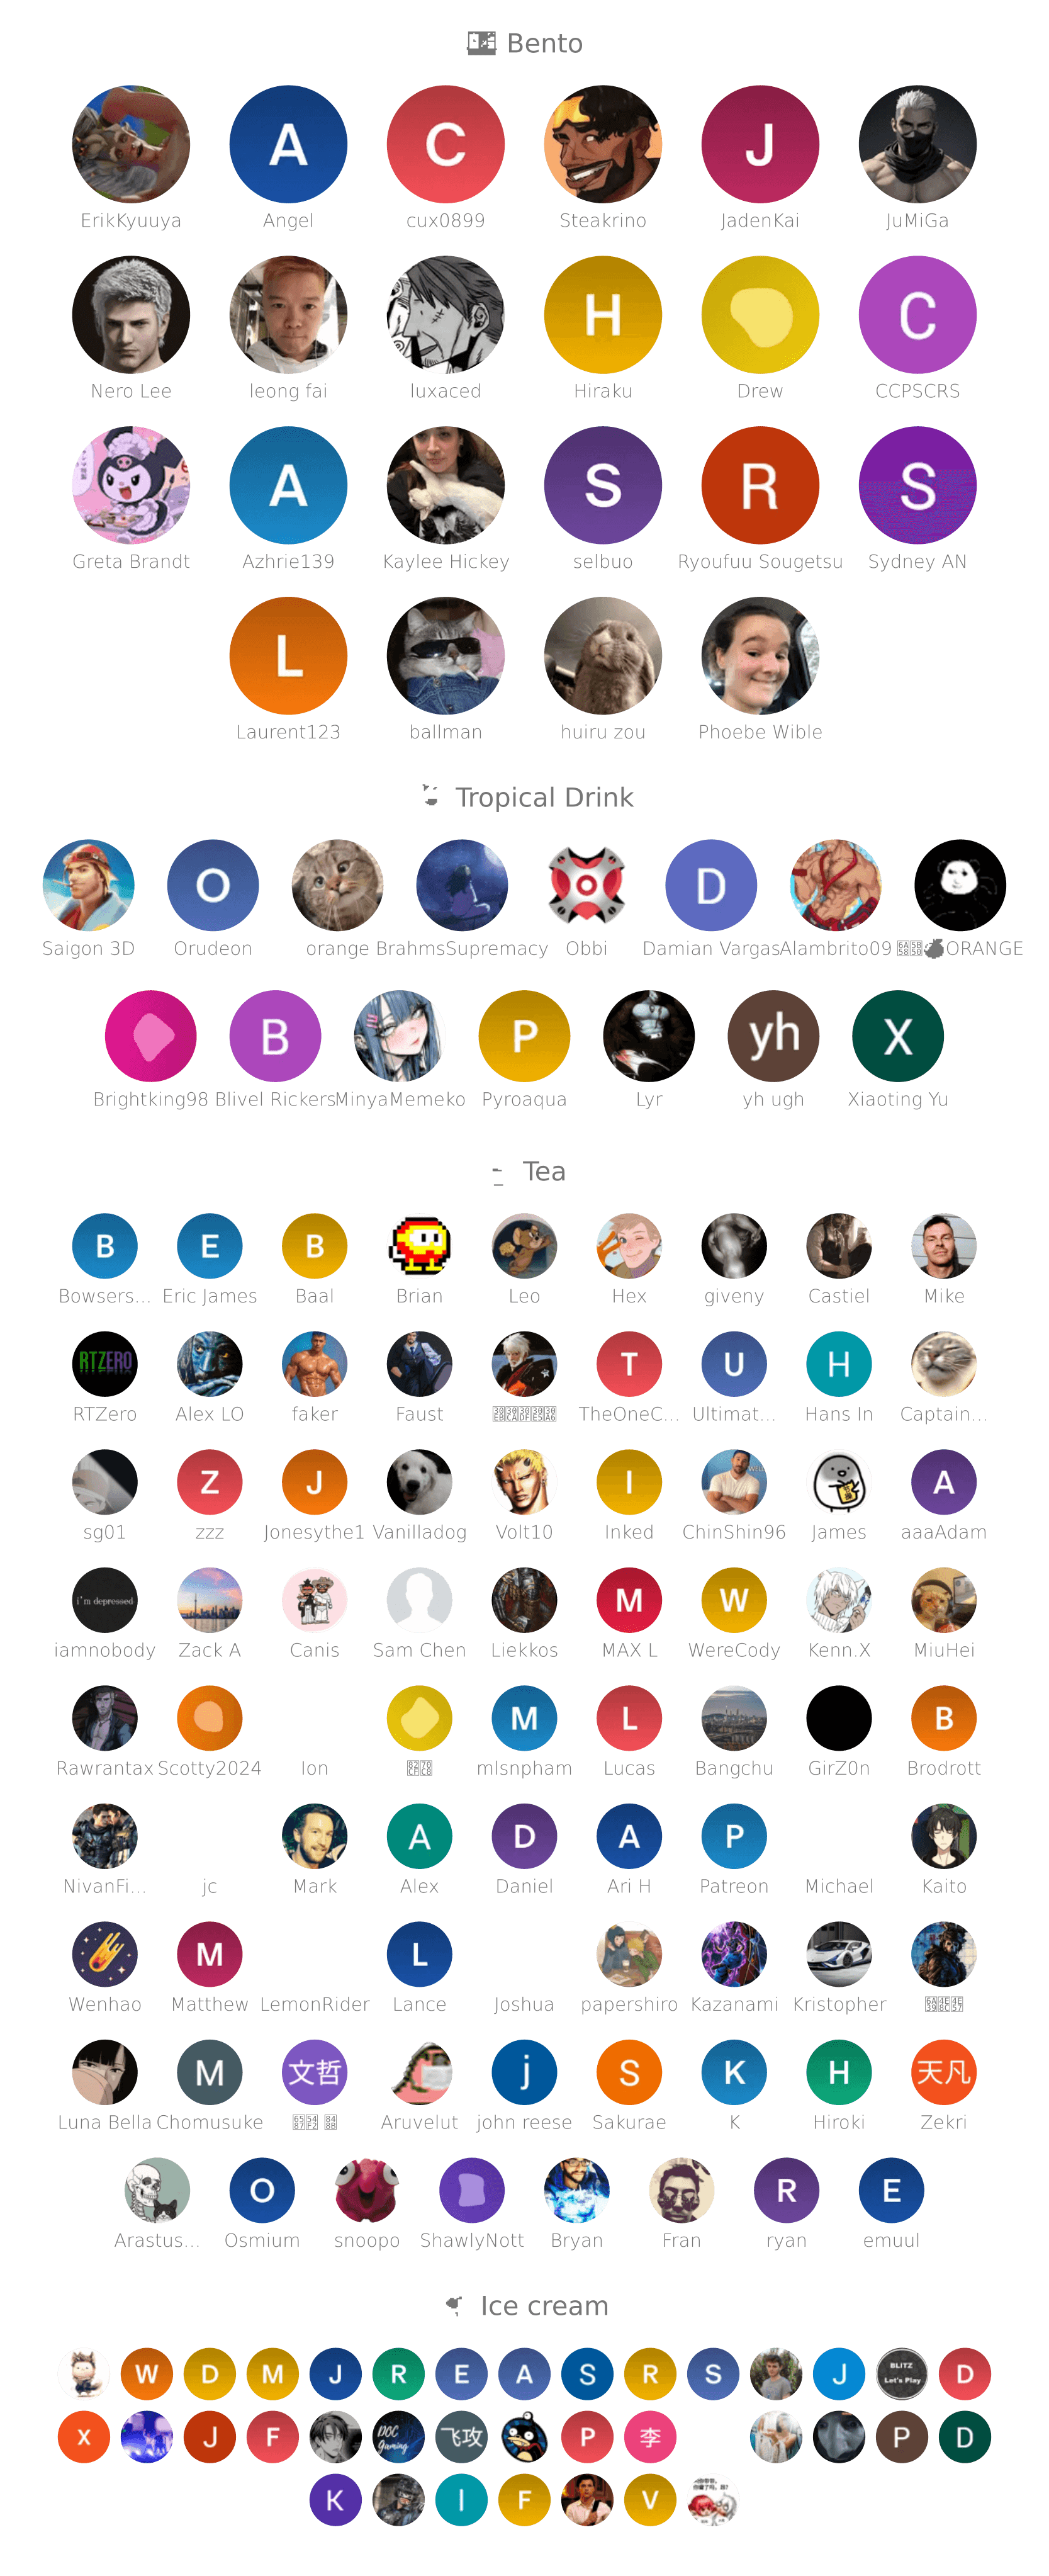 Bento
A C J
ErikKyuuya Angel cux0899 Steakrino JadenKai JuMiGa
H C
Nero Lee leong fai luxaced Hiraku Drew CCPSCRS
A S R S
Greta Brandt Azhrie139 Kaylee Hickey selbuo Ryoufuu Sougetsu Sydney AN
L
Laurent123 ballman huiru zou Phoebe Wible
Tropical Drink
O D
Saigon 3D Orudeon orange BrahmsSupremacy Obbi Damian Vargas Alambrito09 ORANGE
B P yh X
Brightking98 Blivel Rickers MinyaMemeko Pyroaqua Lyr yh ugh Xiaoting Yu
Tea
B E B
Bowsers... Eric James Baal Brian Leo Hex giveny Castiel Mike
RTZERO T U H
RTZero Alex LO faker Faust TheOneC... Ultimat... Hans In Captain...
Z J I A
sg01 zzz Jonesythe1 Vanilladog Volt10 Inked ChinShin96 James aaaAdam
i'm depressed M W
iamnobody Zack A Canis Sam Chen Liekkos MAX L WereCody Kenn.X MiuHei
M L B
Rawrantax Scotty2024 Ion mlsnpham Lucas Bangchu GirZ0n Brodrott
A D A P
NivanFi... jc Mark Alex Daniel Ari H Patreon Michael Kaito
M L
Wenhao Matthew LemonRider Lance Joshua papershiro Kazanami Kristopher
M 文哲 j S K H 天凡
Luna Bella Chomusuke Aruvelut john reese Sakurae K Hiroki Zekri
O R E
Arastus... Osmium snoopo ShawlyNott Bryan Fran ryan emuul
Ice cream
W D M J R E A S R S J BLITZ D
Let's Play
X J F DOC 飞攻 P 李 P D
Gaming
K I F V